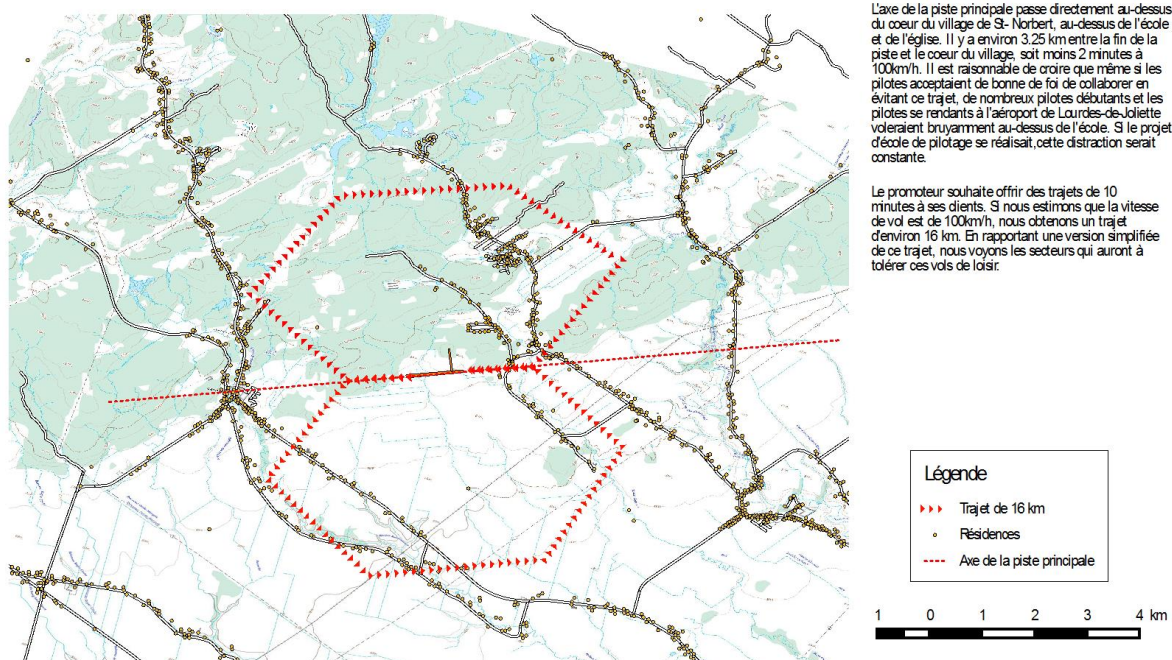 L'axe de la piste principale passe directement au-dessus
du coeur du village de St- Norbert, au-dessus de l'école
et de l'église. Il y a environ 3.25 km entre la fin de la
piste et le coeur du village, soit moins 2 minutes à
100km/h. Il est raisonnable de croire que même si les
pilotes acceptaient de bonne de foi de collaborer en
évitant ce trajet, de nombreux pilotes débutants et les
pilotes se rendants à l'aéroport de Lourdes-de-Joliette
voleraient bruyamment au-dessus de l'école. Si le projet
d'école de pilotage se réalisait,cette distraction serait
constante.
Le promoteur souhaite offrir des trajets de 10
minutes à ses clients. Si nous estimons que la vitesse
de vol est de 100km/h, nous obtenons un trajet
d'environ 16 km. En rapportant une version simplifiée
de ce trajet, nous voyons les secteurs qui auront à
tolérer ces vols de loisir.
Légende
Trajet de 16 km
Résidences
Axe de la piste principale
1 0 1 2 3 4 km